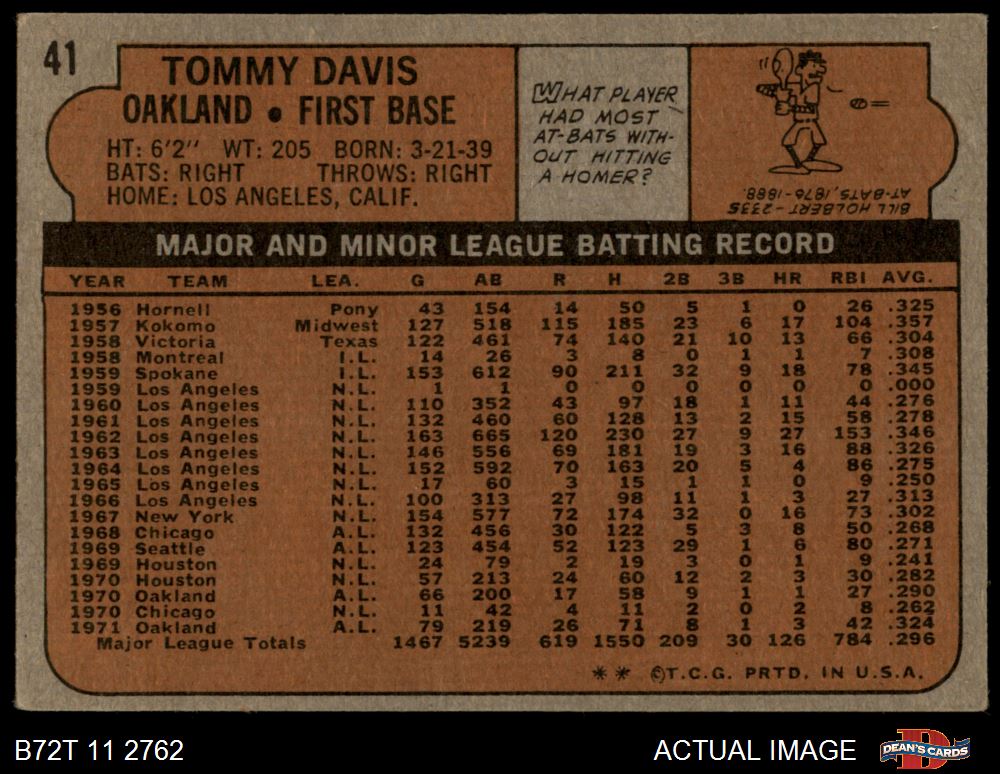 41
TOMMY DAVIS
OAKLAND • FIRST BASE
HT: 6'2" WT: 205 BORN: 3-21-39
BATS: RIGHT THROWS: RIGHT
HOME: LOS ANGELES, CALIF.
WHAT PLAYER
HAD MOST
AT-BATS WITH-
OUT HITTING
A HOMER?
BILL HOLBERT-2335
AT-BATS, 1876-1888.
MAJOR AND MINOR LEAGUE BATTING RECORD
YEAR TEAM LEA. G AB R H 2B 3B HR RBI AVG.
1956 Hornell Pony 43 154 14 50 5 1 0 26 .325
1957 Kokomo Midwest 127 518 115 185 23 6 17 104 .357
1958 Victoria Texas 122 461 74 140 21 10 13 66 .304
1958 Montreal I.L. 14 26 3 8 0 1 1 7 .308
1959 Spokane I.L. 153 612 90 211 32 9 18 78 .345
1959 Los Angeles N.L. 1 1 0 0 0 0 0 0 .000
1960 Los Angeles N.L. 110 352 43 97 18 1 11 44 .276
1961 Los Angeles N.L. 132 460 60 128 13 2 15 58 .278
1962 Los Angeles N.L. 163 665 120 230 27 9 27 153 .346
1963 Los Angeles N.L. 146 556 69 181 19 3 16 88 .326
1964 Los Angeles N.L. 152 592 70 163 20 5 4 86 .275
1965 Los Angeles N.L. 17 60 3 15 1 1 0 9 .250
1966 Los Angeles N.L. 100 313 27 98 11 1 3 27 .313
1967 New York N.L. 154 577 72 174 32 0 16 73 .302
1968 Chicago A.L. 132 456 30 122 5 3 8 50 .268
1969 Seattle A.L. 123 454 52 123 29 1 6 80 .271
1969 Houston N.L. 24 79 2 19 3 0 1 9 .241
1970 Houston N.L. 57 213 24 60 12 2 3 30 .282
1970 Oakland A.L. 66 200 17 58 9 1 1 27 .290
1970 Chicago N.L. 11 42 4 11 2 0 2 8 .262
1971 Oakland A.L. 79 219 26 71 8 1 3 42 .324
Major League Totals 1467 5239 619 1550 209 30 126 784 .296
** ©T.C.G. PRTD. IN U.S.A.
B72T 11 2762
ACTUAL IMAGE
DEAN'S CARDS